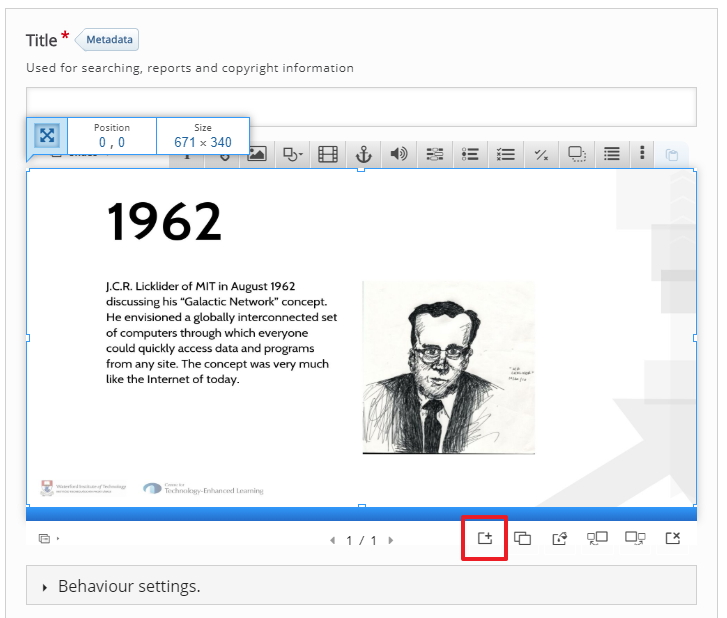 Title *
Metadata
Used for searching, reports and copyright information
Position
0 , 0
Size
671 × 340
1962
J.C.R. Licklider of MIT in August 1962
discussing his “Galactic Network” concept.
He envisioned a globally interconnected set
of computers through which everyone
could quickly access data and programs
from any site. The concept was very much
like the Internet of today.
Waterford Institute of Technology
Centre for
Technology-Enhanced Learning
1 / 1
Behaviour settings.